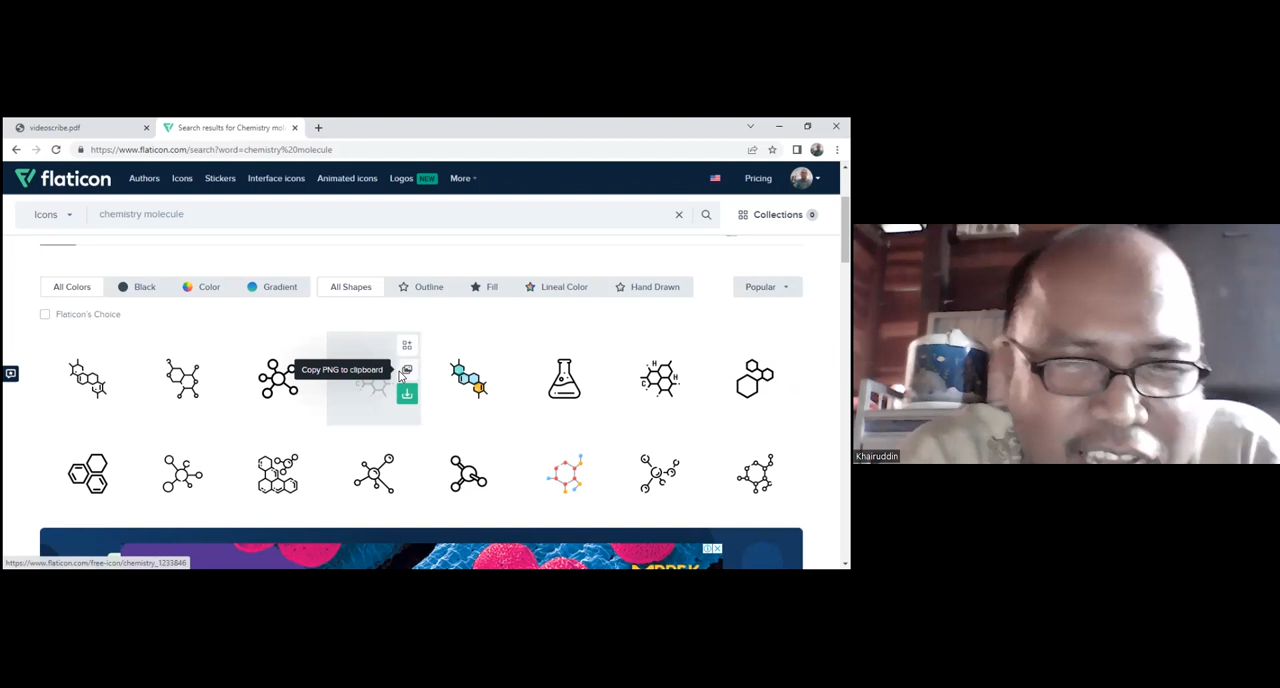 videoscribe.pdf
Search results for Chemistry mol
https://www.flaticon.com/search?word=chemistry%20molecule
flaticon Authors Icons Stickers Interface icons Animated icons Logos NEW More Pricing
Icons chemistry molecule Collections 0
All Colors Black Color Gradient All Shapes Outline Fill Lineal Color Hand Drawn Popular
Flaticon's Choice
Copy PNG to clipboard
H
H
Khairuddin
https://www.flaticon.com/free-icon/chemistry_1233846